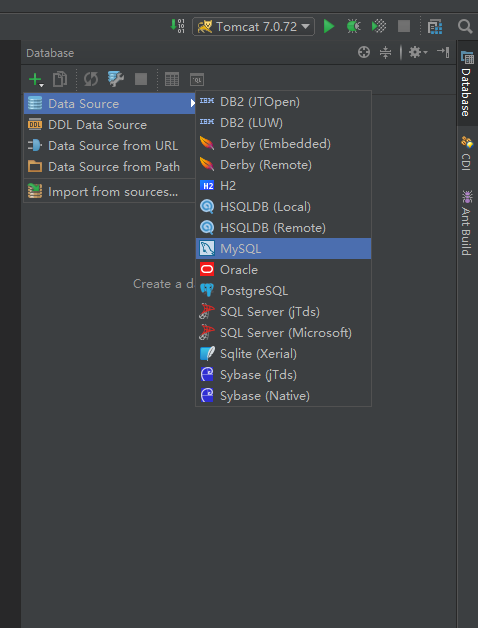 Tomcat 7.0.72
Database
Data Source
DDL Data Source
Data Source from URL
Data Source from Path
Import from sources...
IBM DB2 (JTOpen)
IBM DB2 (LUW)
Derby (Embedded)
Derby (Remote)
H2 H2
HSQLDB (Local)
HSQLDB (Remote)
MySQL
Oracle
PostgreSQL
SQL Server (jTds)
SQL Server (Microsoft)
Sqlite (Xerial)
Sybase (jTds)
Sybase (Native)
Create a d
Database
CDI
Ant Build